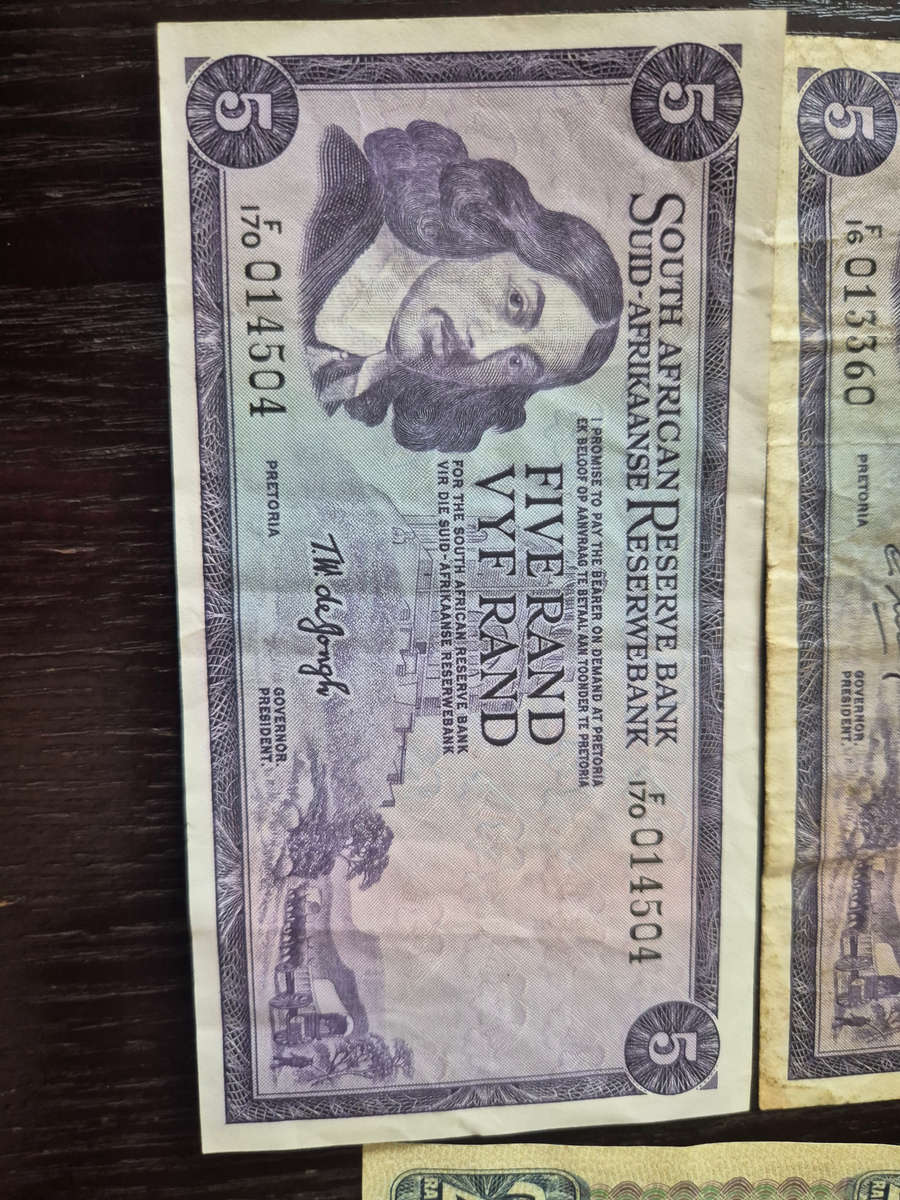 5
5
SOUTH AFRICAN RESERVE BANK
SUID-AFRIKAANSE RESERWEBANK
I PROMISE TO PAY THE BEARER ON DEMAND AT PRETORIA
EK BELOOF OP AANVRAAG TE BETAAL AAN TOONDER TE PRETORIA
FIVE RAND
VYF RAND
FOR THE SOUTH AFRICAN RESERVE BANK
VIR DIE SUID-AFRIKAANSE RESERWEBANK
T.W. de Jongh
GOVERNOR.
PRESIDENT.
F/170 014504
PRETORIA
F/170 014504
5
5
F/16 013360
PRETORIA
GOVERNOR.
PRESIDENT.
RA